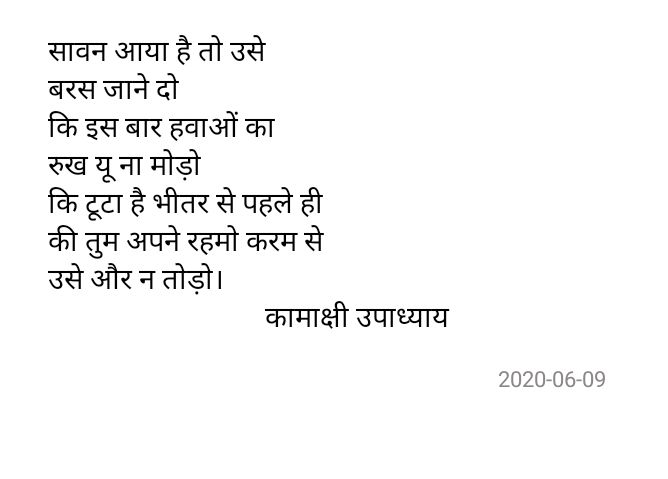 सावन आया है तो उसे
बरस जाने दो
कि इस बार हवाओं का
रुख यू ना मोड़ो
कि टूटा है भीतर से पहले ही
की तुम अपने रहमो करम से
उसे और न तोड़ो।
कामाक्षी उपाध्याय
2020-06-09